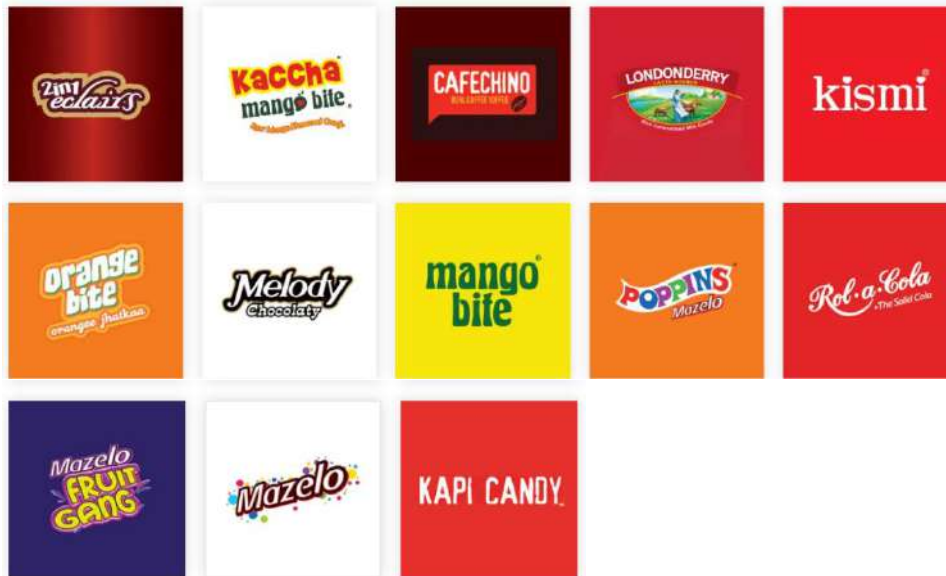 2in1
eclairs
Kaccha
mango bite®
CAFECHINO
LONDONDERRY
kismi®
orange
bite
orangee jhatkaa
Melody
Chocolaty
mango®
bite
POPPINS
Mazelo
Rol·a·Cola
The Solid Cola
Mazelo
FRUIT
GANG
Mazelo
KAPI CANDY